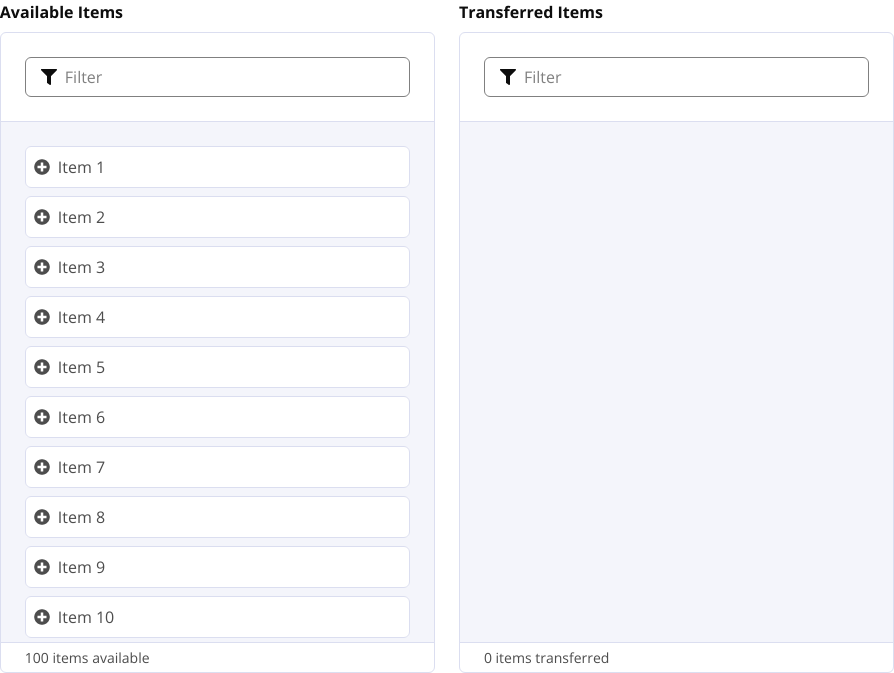 Available Items
Filter
Item 1
Item 2
Item 3
Item 4
Item 5
Item 6
Item 7
Item 8
Item 9
Item 10
100 items available
Transferred Items
Filter
0 items transferred